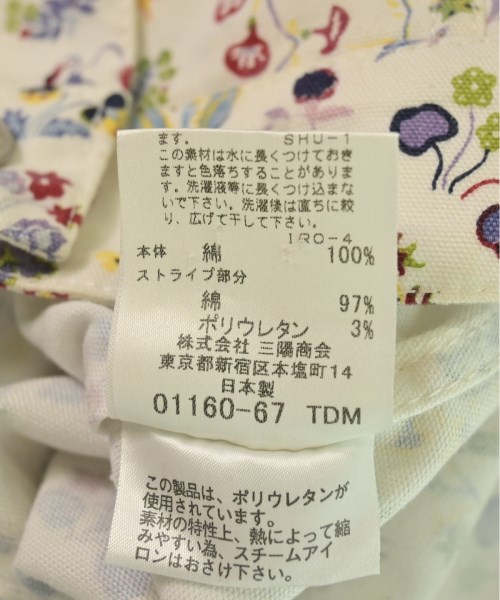 ます。 SHU-1
この素材は水に長くつけておき
ますと色落ちすることがありま
す。洗濯液等に長くつけ込まな
いで下さい。洗濯後は直ちに絞
り、広げて干して下さい。
IRO-4
本体 綿 100%
ストライプ部分
綿 97%
ポリウレタン 3%
株式会社 三陽商会
東京都新宿区本塩町14
日本製
01160-67 TDM
この製品は、ポリウレタンが
使用されています。
素材の特性上、熱によって縮
みやすい為、スチームアイ
ロンはお避け下さい。